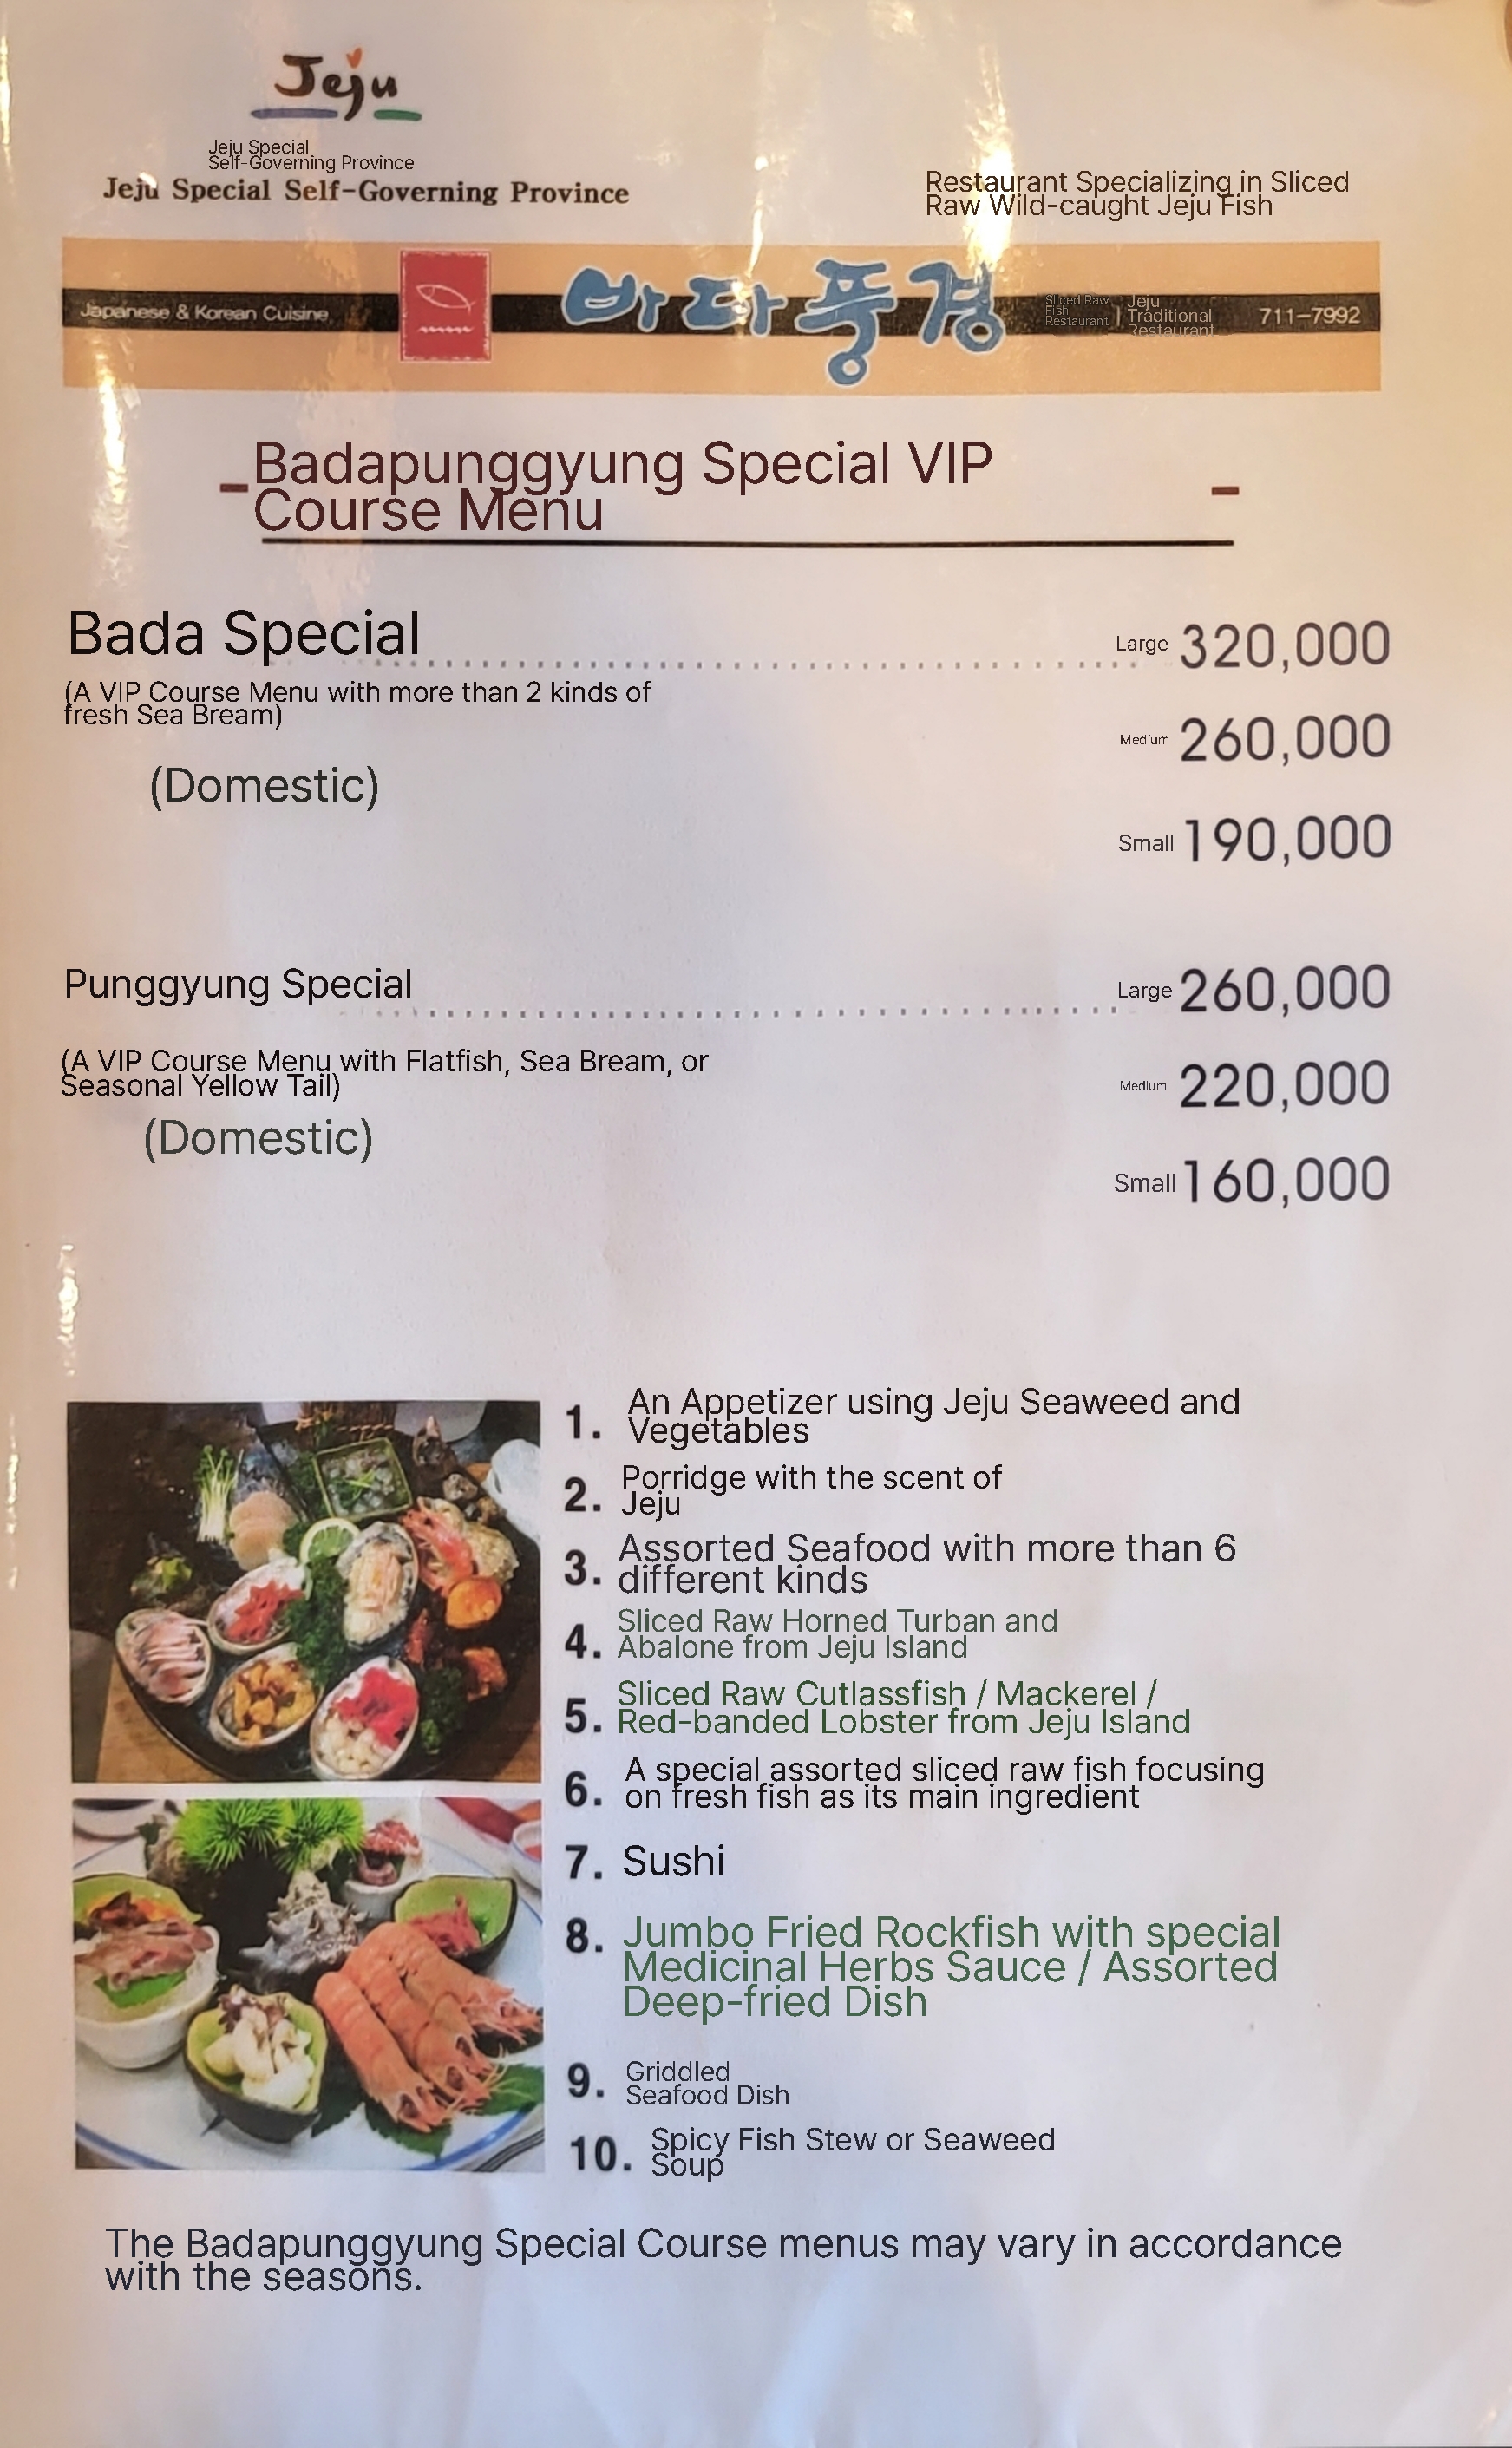 Jeju
Jeju Special
Self-Governing Province
Jeju Special Self-Governing Province
Restaurant Specializing in Sliced
Raw Wild-caught Jeju Fish
Japanese & Korean Cuisine
바다풍경
Sliced Raw
Fish
Restaurant
Jeju
Traditional
Restaurant
711-7992
Badapunggyung Special VIP
Course Menu
Bada Special
Large 320,000
(A VIP Course Menu with more than 2 kinds of
fresh Sea Bream)
Medium 260,000
(Domestic)
Small 190,000
Punggyung Special
Large 260,000
(A VIP Course Menu with Flatfish, Sea Bream, or
Seasonal Yellow Tail)
Medium 220,000
(Domestic)
Small 160,000
1. An Appetizer using Jeju Seaweed and
Vegetables
2. Porridge with the scent of
Jeju
3. Assorted Seafood with more than 6
different kinds
4. Sliced Raw Horned Turban and
Abalone from Jeju Island
5. Sliced Raw Cutlassfish / Mackerel /
Red-banded Lobster from Jeju Island
6. A special assorted sliced raw fish focusing
on fresh fish as its main ingredient
7. Sushi
8. Jumbo Fried Rockfish with special
Medicinal Herbs Sauce / Assorted
Deep-fried Dish
9. Griddled
Seafood Dish
10. Spicy Fish Stew or Seaweed
Soup
The Badapunggyung Special Course menus may vary in accordance
with the seasons.